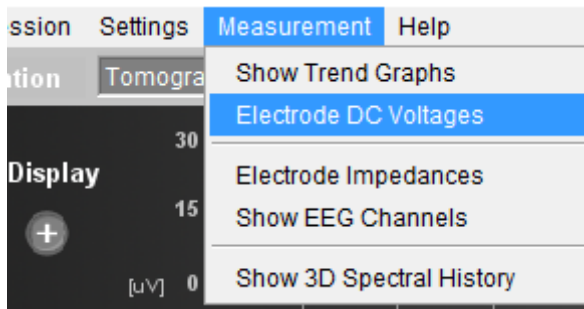 ssion Settings Measurement Help
ation Tomogra
Show Trend Graphs
Electrode DC Voltages
Electrode Impedances
Show EEG Channels
Show 3D Spectral History
30
Display
15
[uV] 0